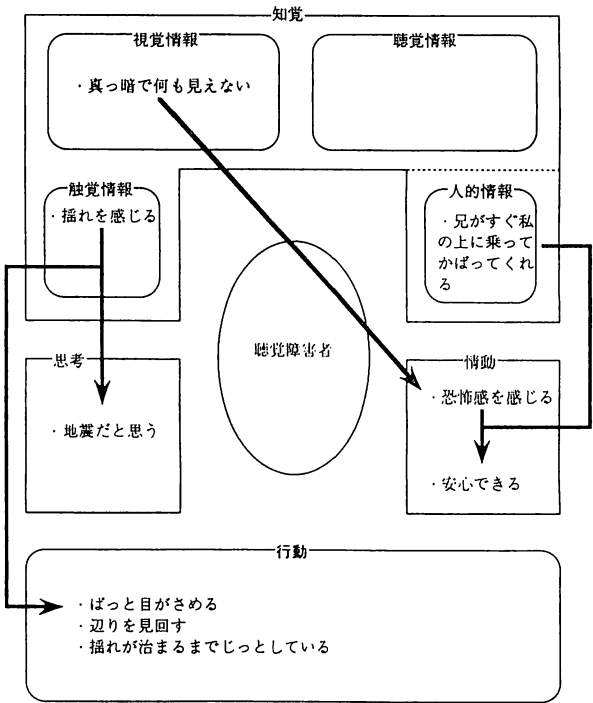 知覚
視覚情報
聴覚情報
・真っ暗で何も見えない
触覚情報
・揺れを感じる
人的情報
・兄がすぐ私
の上に乗って
かばってくれ
る
聴覚障害者
思考
・地震だと思う
情動
・恐怖感を感じる
・安心できる
行動
・ぱっと目がさめる
・辺りを見回す
・揺れが治まるまでじっとしている